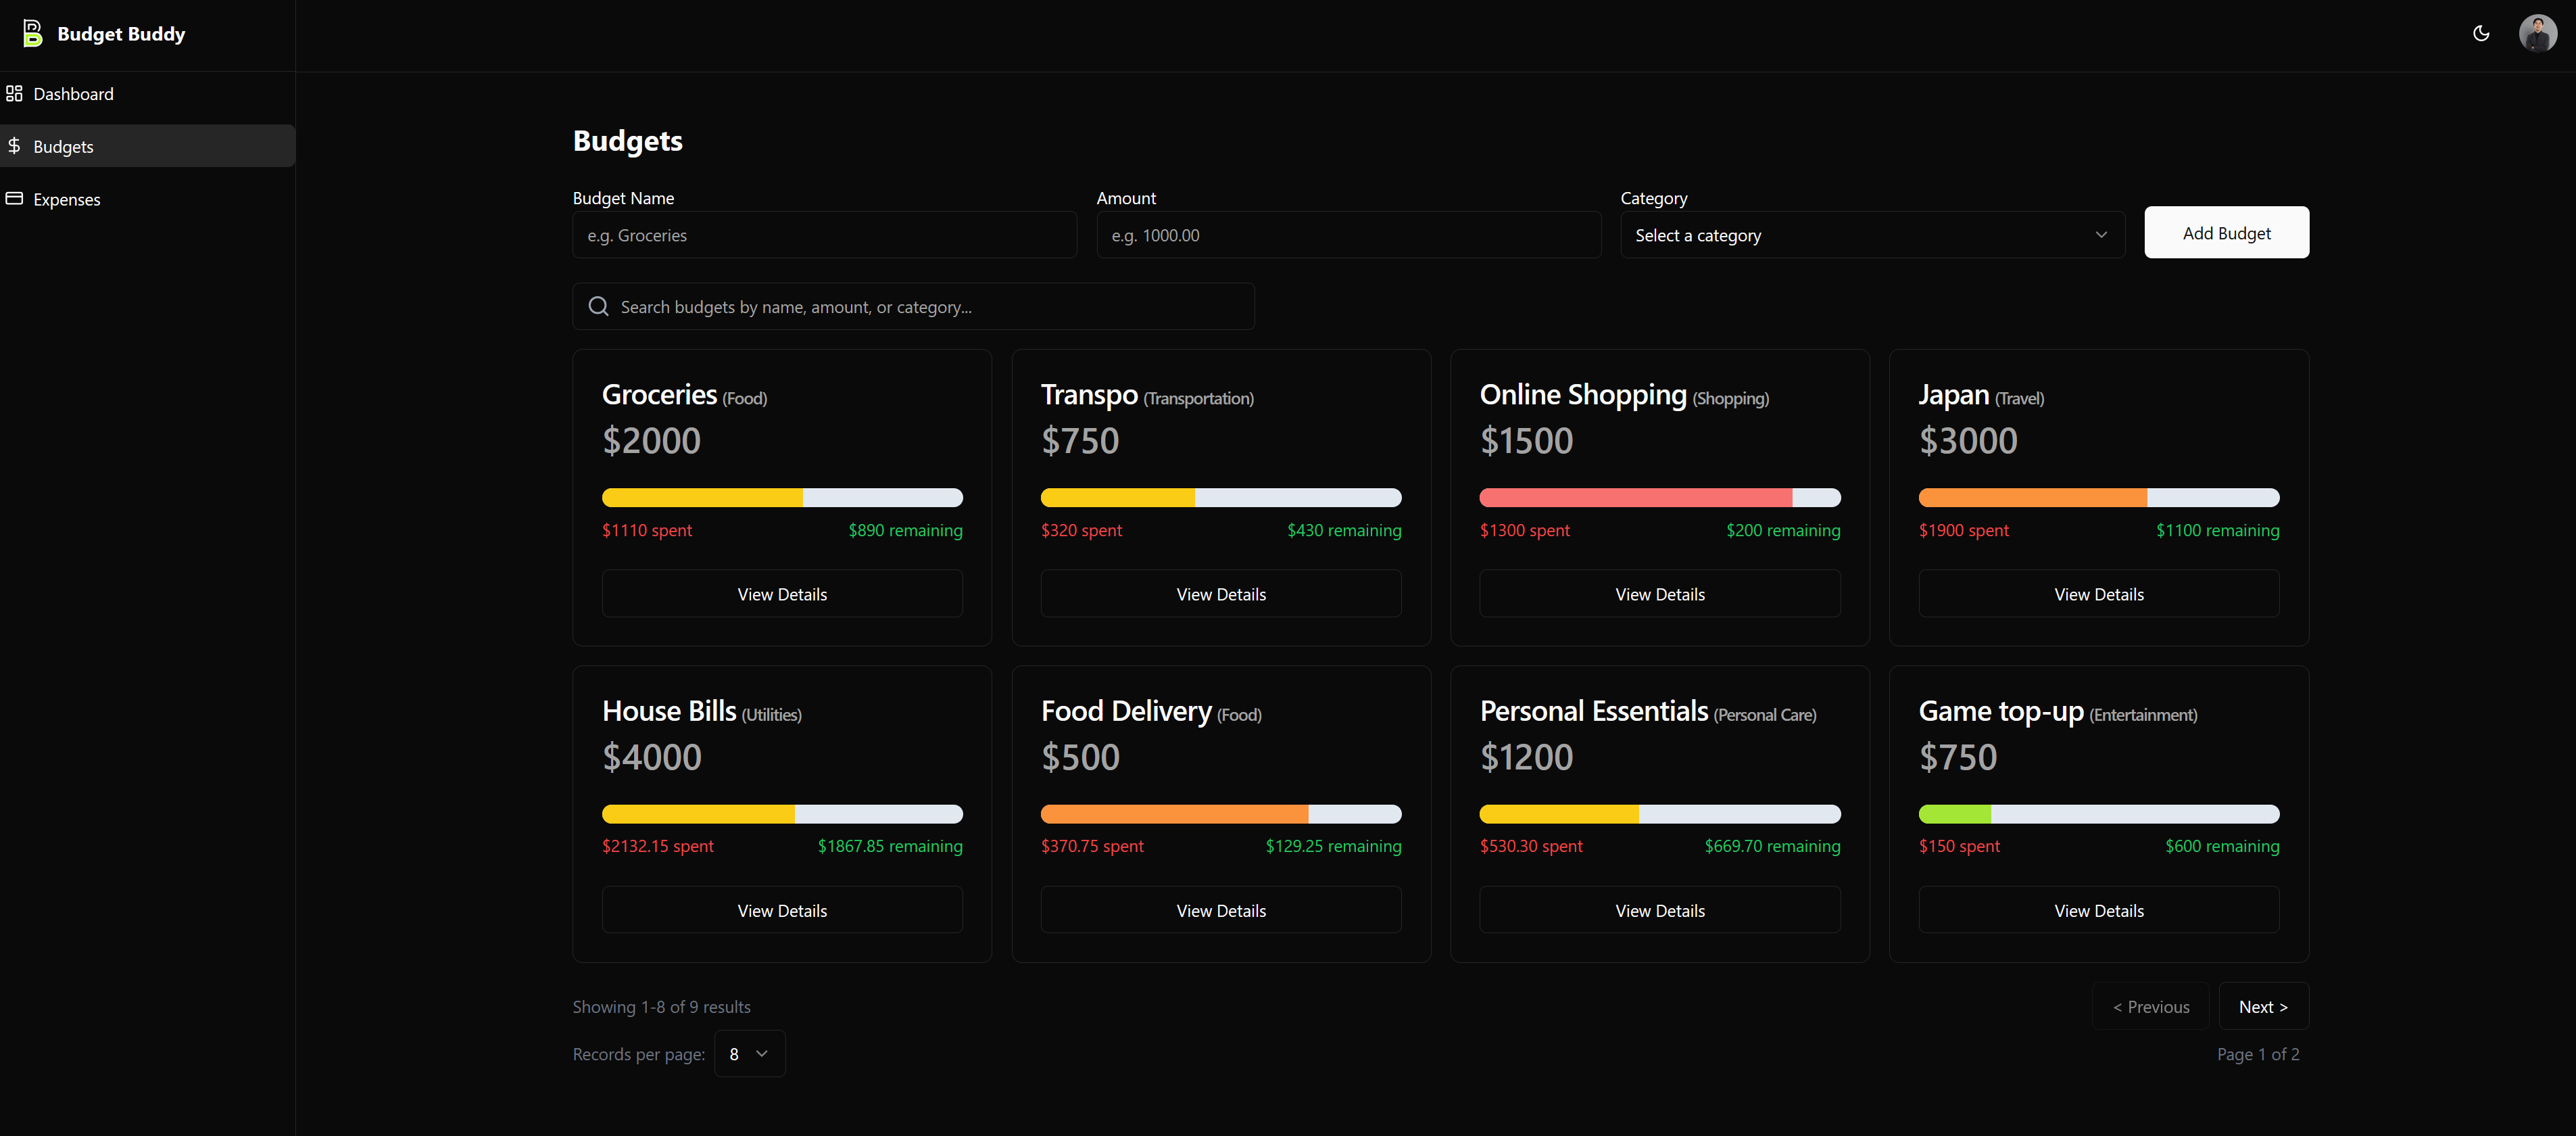 Budget Buddy
Dashboard
Budgets
Expenses
Budgets
Budget Name
Amount
Category
e.g. Groceries
e.g. 1000.00
Select a category
Add Budget
Search budgets by name, amount, or category...
Groceries (Food)
$2000
$1110 spent
$890 remaining
View Details
Transpo (Transportation)
$750
$320 spent
$430 remaining
View Details
Online Shopping (Shopping)
$1500
$1300 spent
$200 remaining
View Details
Japan (Travel)
$3000
$1900 spent
$1100 remaining
View Details
House Bills (Utilities)
$4000
$2132.15 spent
$1867.85 remaining
View Details
Food Delivery (Food)
$500
$370.75 spent
$129.25 remaining
View Details
Personal Essentials (Personal Care)
$1200
$530.30 spent
$669.70 remaining
View Details
Game top-up (Entertainment)
$750
$150 spent
$600 remaining
View Details
Showing 1-8 of 9 results
< Previous
Next >
Records per page: 8
Page 1 of 2